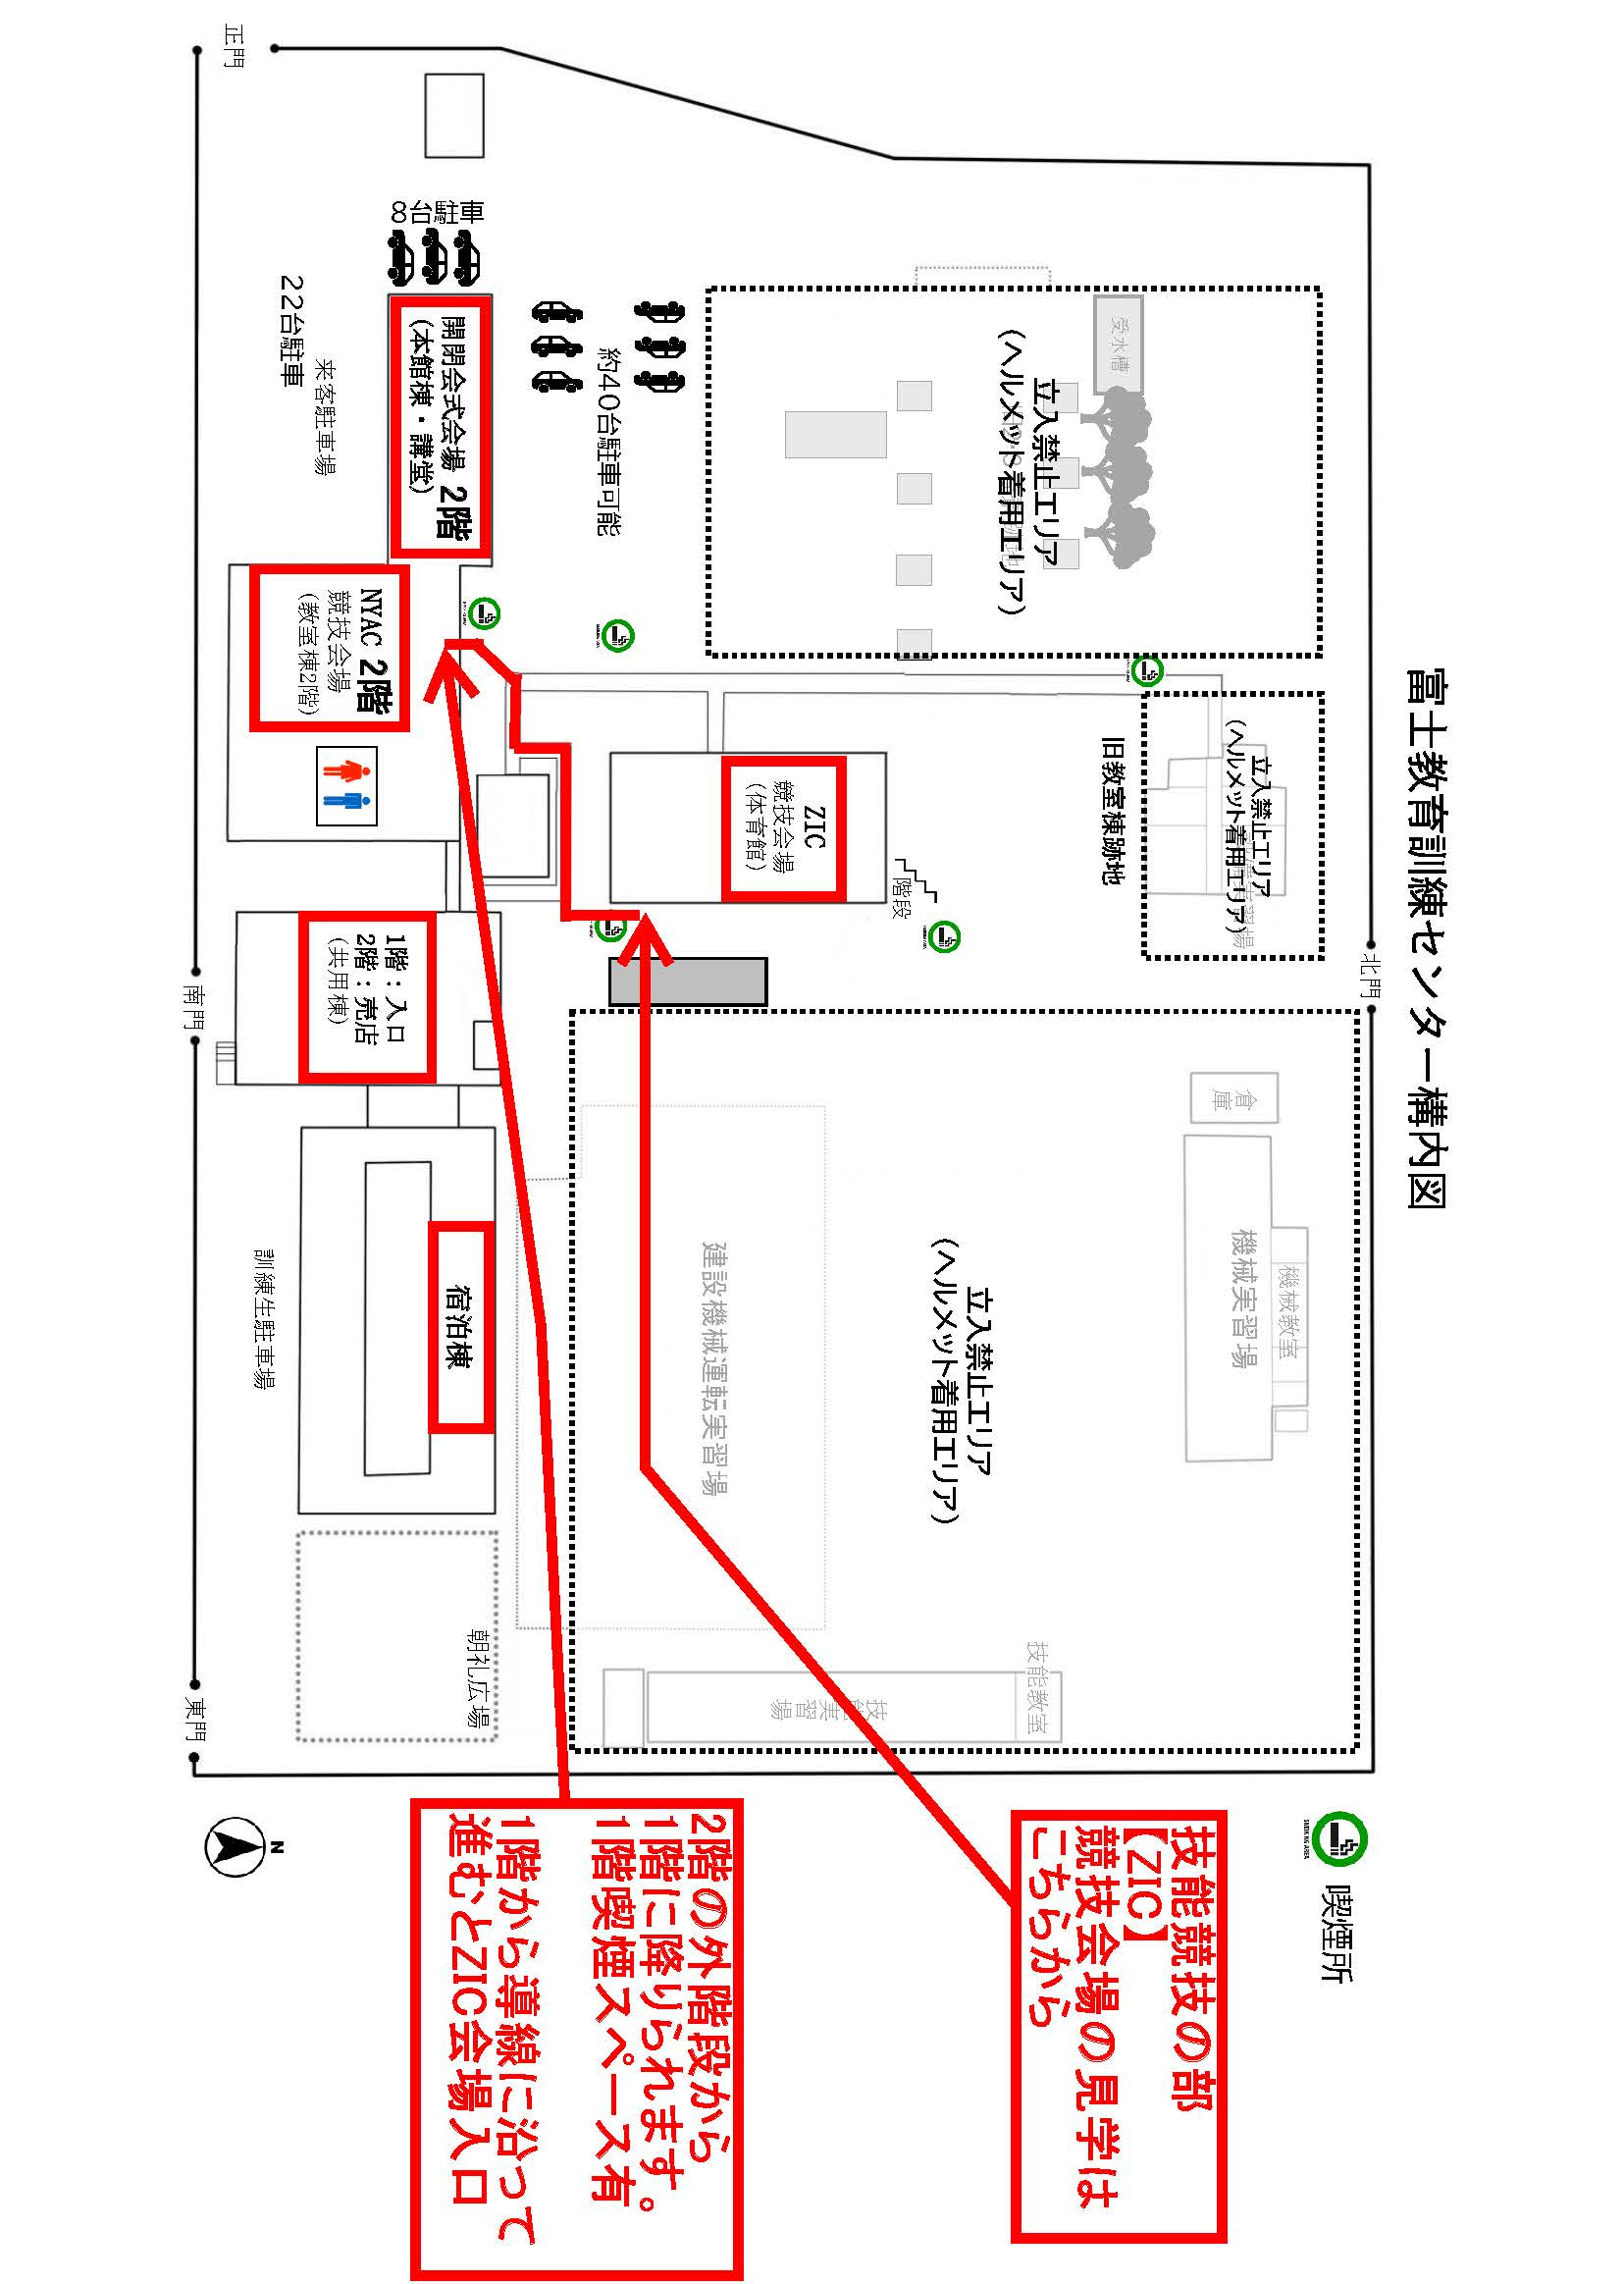 富士教育訓練センター構内図
正門
8台駐車
22台駐車
来客駐車場
開閉会式会場 2階
(本館棟・講堂)
約40台駐車可能
受水槽
立入禁止エリア
(ヘルメット着用エリア)
NYAC 2階
競技会場
(教室棟2階)
ZIC
競技会場
(体育館)
階段
旧教室棟跡地
立入禁止エリア
(ヘルメット着用エリア)
北門
南門
1階：入口
2階：売店
(共用棟)
倉庫
機械教室
機械実習場
立入禁止エリア
(ヘルメット着用エリア)
建設機械運転実習場
宿泊棟
訓練生駐車場
技能教室
技能実習場
朝礼広場
東門
N
SMOKING AREA
喫煙所
技能競技の部
【ZIC】
競技会場の見学は
こちらから
2階の外階段から
1階に降りられます。
1階喫煙スペース有
1階から導線に沿って
進むとZIC会場入口